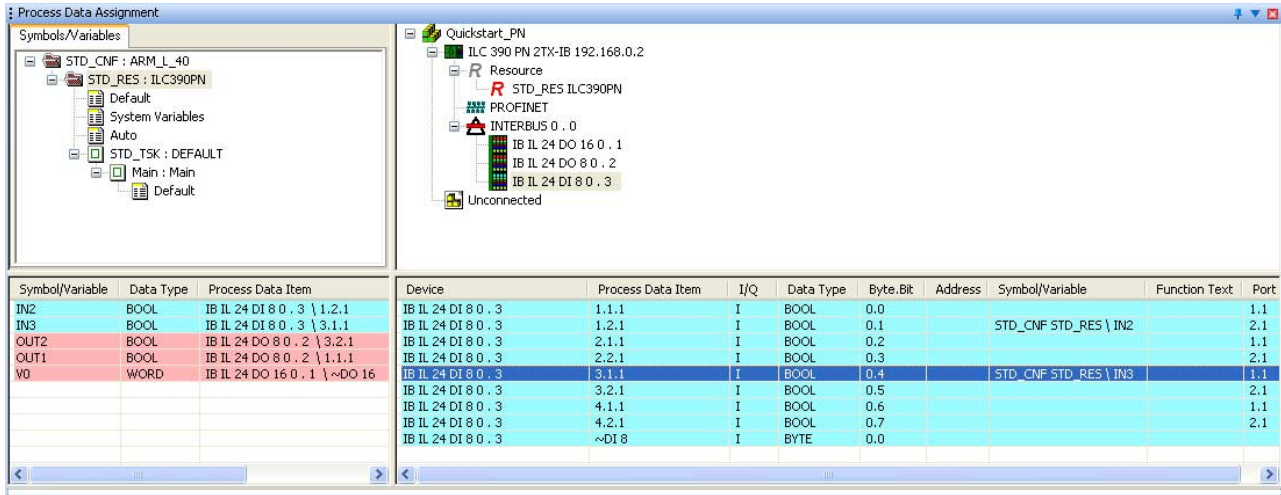 Process Data Assignment
Symbols/Variables
STD_CNF : ARM_L_40
STD_RES : ILC390PN
Default
System Variables
Auto
STD_TSK : DEFAULT
Main : Main
Default
Quickstart_PN
ILC 390 PN 2TX-IB 192.168.0.2
R Resource
R STD_RES ILC390PN
PROFINET
INTERBUS 0 . 0
IB IL 24 DO 16 0 . 1
IB IL 24 DO 8 0 . 2
IB IL 24 DI 8 0 . 3
Unconnected
Symbol/Variable Data Type Process Data Item
IN2 BOOL IB IL 24 DI 8 0 . 3 \ 1.2.1
IN3 BOOL IB IL 24 DI 8 0 . 3 \ 3.1.1
OUT2 BOOL IB IL 24 DO 8 0 . 2 \ 3.2.1
OUT1 BOOL IB IL 24 DO 8 0 . 2 \ 1.1.1
V0 WORD IB IL 24 DO 16 0 . 1 \ ~DO 16
Device Process Data Item I/Q Data Type Byte.Bit Address Symbol/Variable Function Text Port
IB IL 24 DI 8 0 . 3 1.1.1 I BOOL 0.0 1.1
IB IL 24 DI 8 0 . 3 1.2.1 I BOOL 0.1 STD_CNF STD_RES \ IN2 2.1
IB IL 24 DI 8 0 . 3 2.1.1 I BOOL 0.2 1.1
IB IL 24 DI 8 0 . 3 2.2.1 I BOOL 0.3 2.1
IB IL 24 DI 8 0 . 3 3.1.1 I BOOL 0.4 STD_CNF STD_RES \ IN3 1.1
IB IL 24 DI 8 0 . 3 3.2.1 I BOOL 0.5 2.1
IB IL 24 DI 8 0 . 3 4.1.1 I BOOL 0.6 1.1
IB IL 24 DI 8 0 . 3 4.2.1 I BOOL 0.7 2.1
IB IL 24 DI 8 0 . 3 ~DI 8 I BYTE 0.0